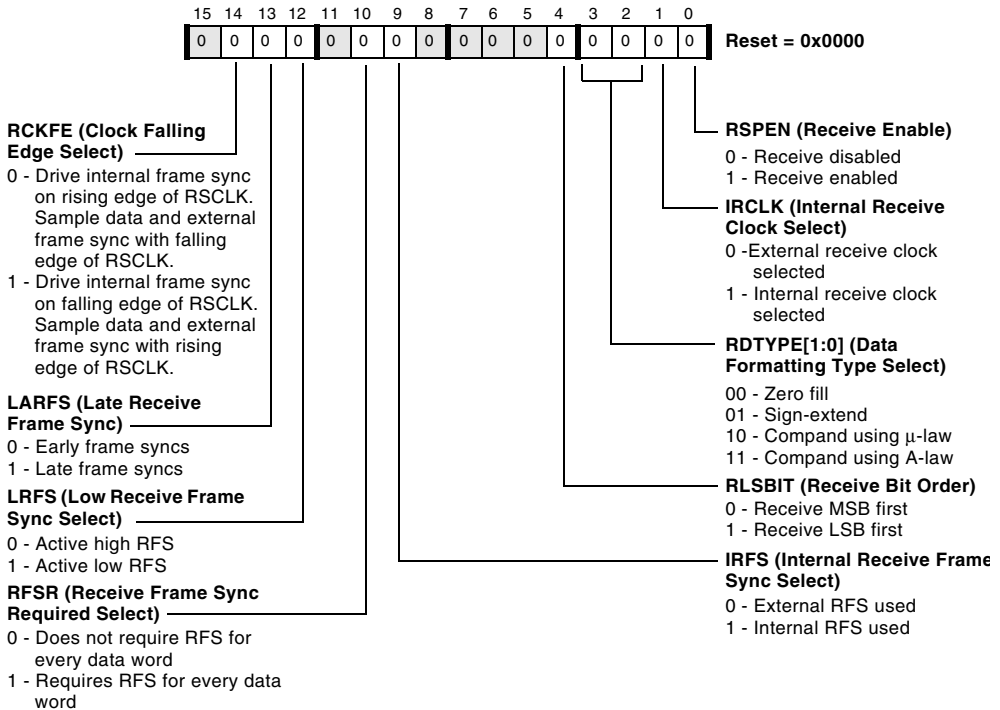 15 14 13 12 11 10 9 8 7 6 5 4 3 2 1 0
0 0 0 0 0 0 0 0 0 0 0 0 0 0 0 0 Reset = 0x0000
RCKFE (Clock Falling
Edge Select)
0 - Drive internal frame sync
on rising edge of RSCLK.
Sample data and external
frame sync with falling
edge of RSCLK.
1 - Drive internal frame sync
on falling edge of RSCLK.
Sample data and external
frame sync with rising
edge of RSCLK.
LARFS (Late Receive
Frame Sync)
0 - Early frame syncs
1 - Late frame syncs
LRFS (Low Receive Frame
Sync Select)
0 - Active high RFS
1 - Active low RFS
RFSR (Receive Frame Sync
Required Select)
0 - Does not require RFS for
every data word
1 - Requires RFS for every data
word
RSPEN (Receive Enable)
0 - Receive disabled
1 - Receive enabled
IRCLK (Internal Receive
Clock Select)
0 -External receive clock
selected
1 - Internal receive clock
selected
RDTYPE[1:0] (Data
Formatting Type Select)
00 - Zero fill
01 - Sign-extend
10 - Compand using μ-law
11 - Compand using A-law
RLSBIT (Receive Bit Order)
0 - Receive MSB first
1 - Receive LSB first
IRFS (Internal Receive Frame
Sync Select)
0 - External RFS used
1 - Internal RFS used